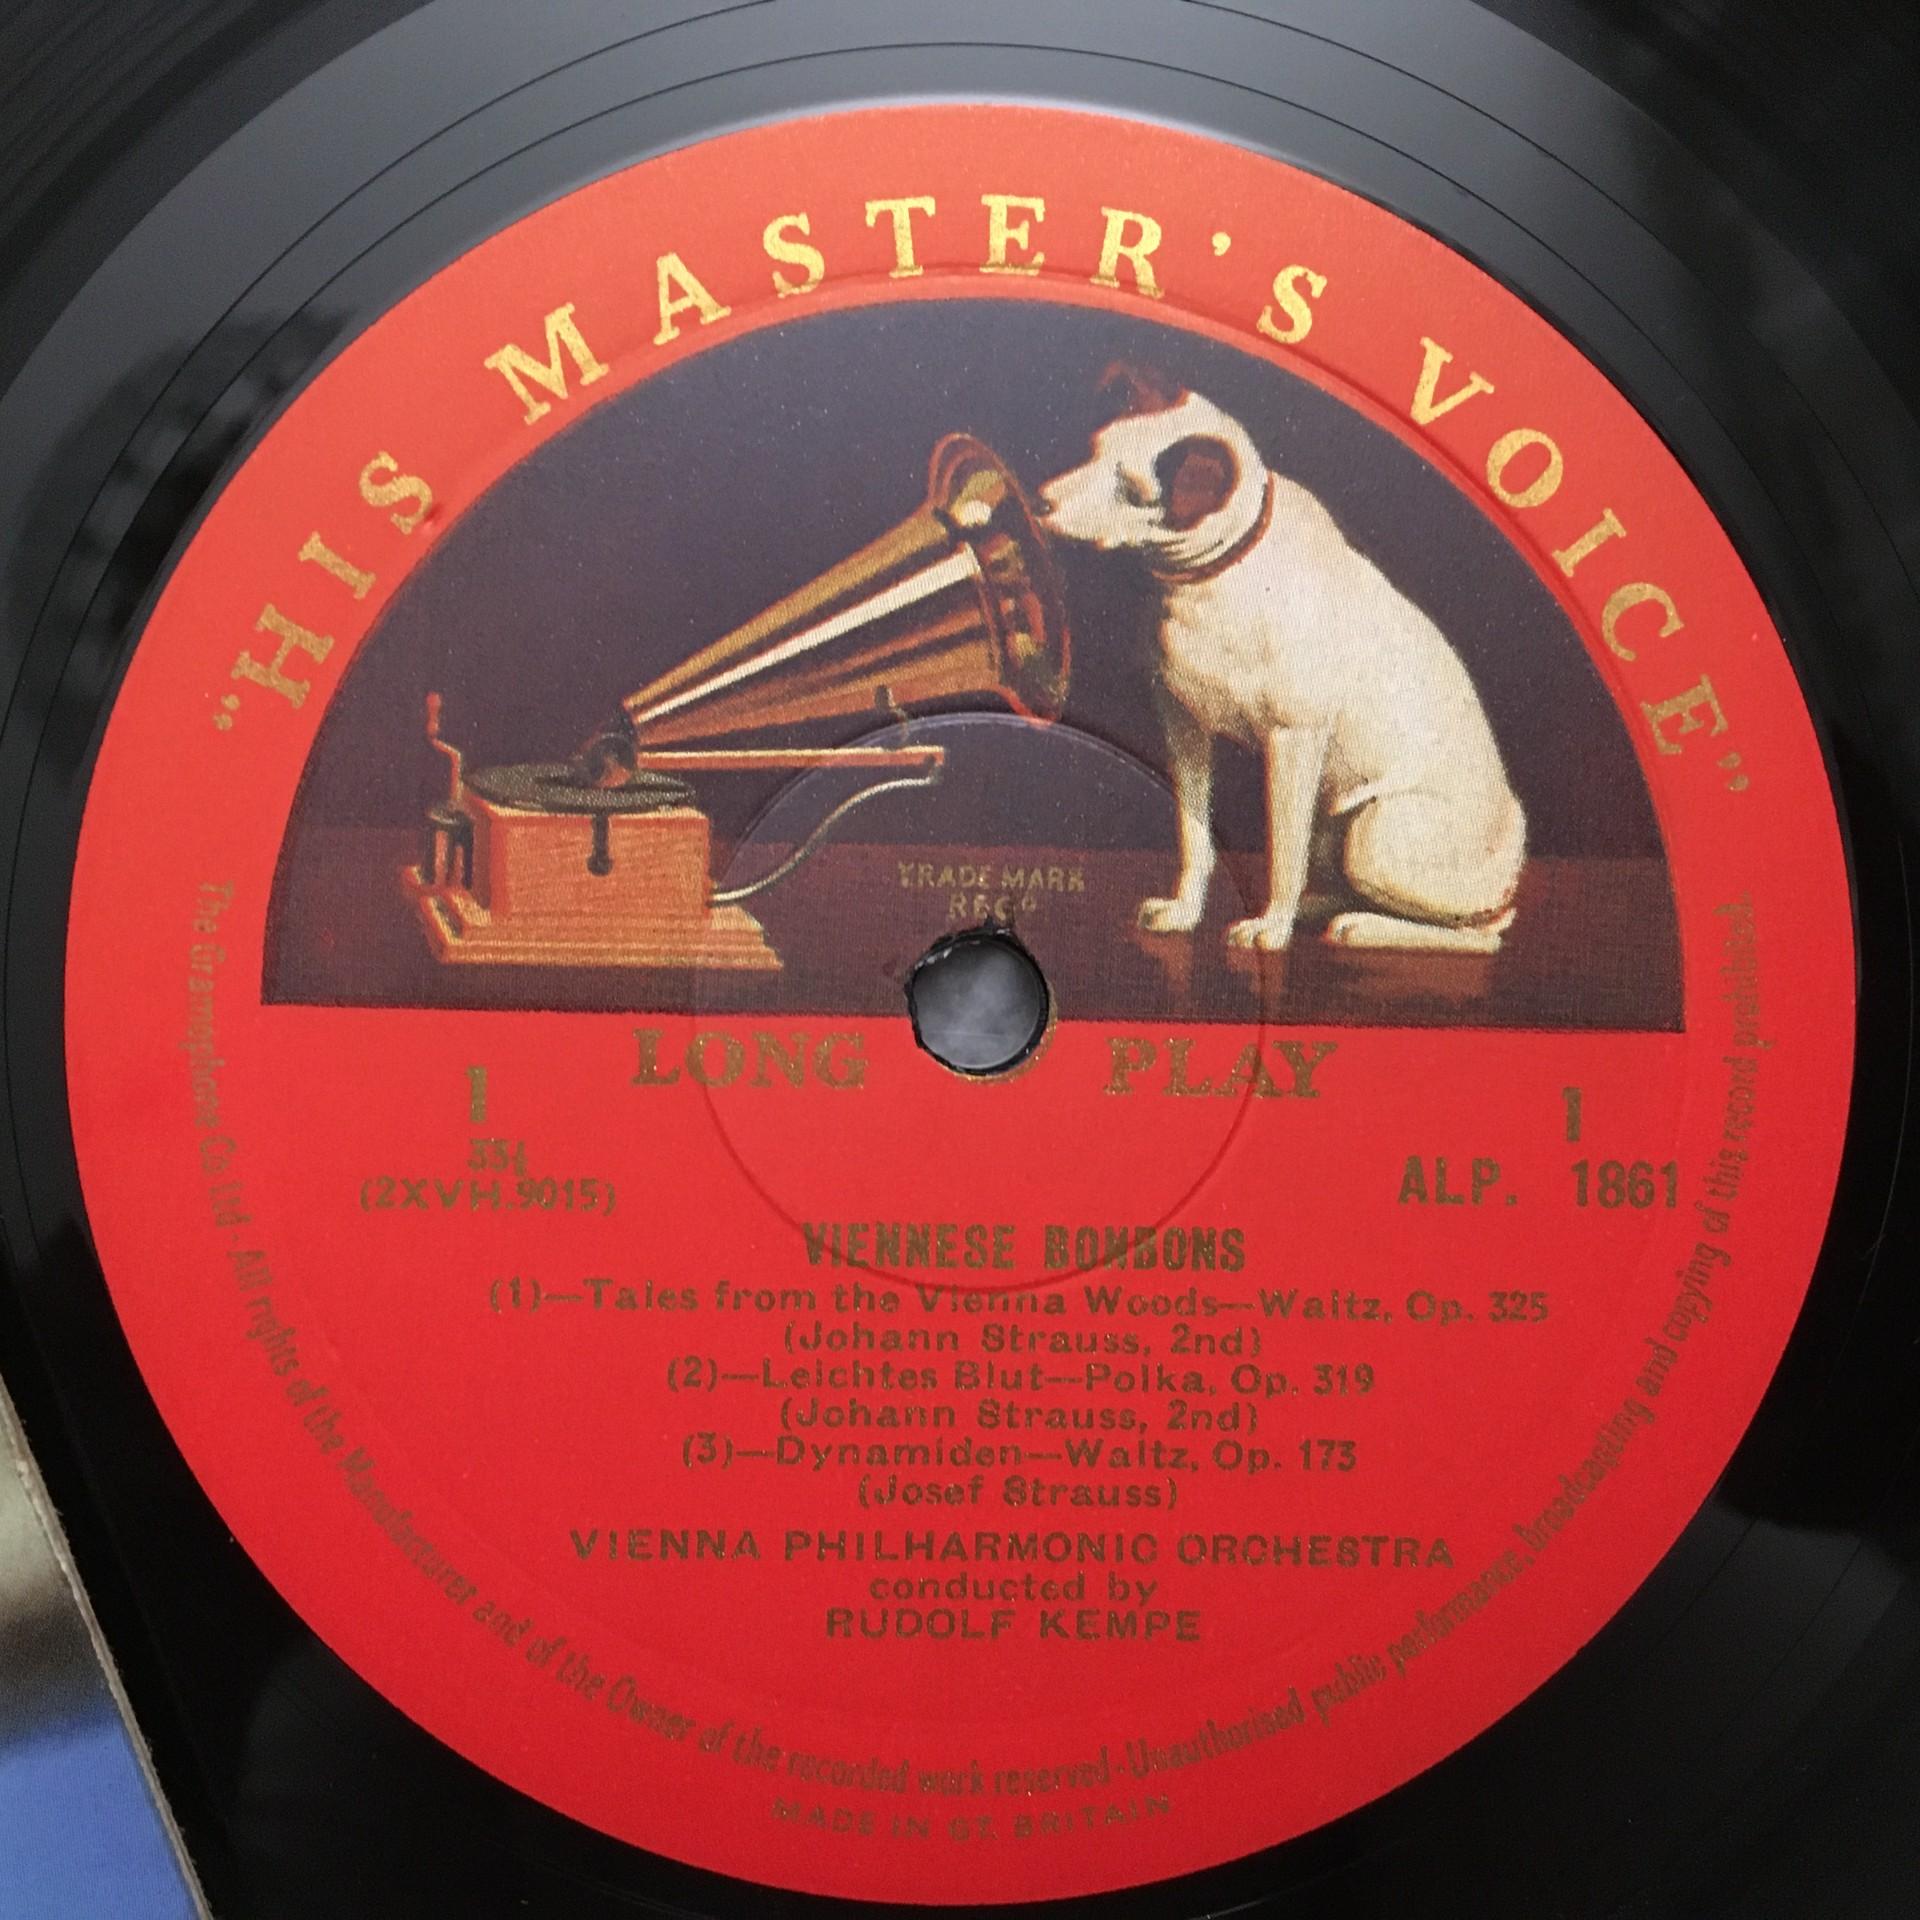 "HIS MASTER'S VOICE"
TRADE MARK
REGD
LONG PLAY
1
33⅓
(2XVH.9015)
1
ALP. 1861
VIENNESE BONBONS
(1)—Tales from the Vienna Woods—Waltz, Op. 325
(Johann Strauss, 2nd)
(2)—Leichtes Blut—Polka, Op. 319
(Johann Strauss, 2nd)
(3)—Dynamiden—Waltz, Op. 173
(Josef Strauss)
VIENNA PHILHARMONIC ORCHESTRA
conducted by
RUDOLF KEMPE
The Gramophone Co Ltd · All rights of the Manufacturer and of the Owner of the recorded work reserved · Unauthorised public performance, broadcasting and copying of this record prohibited.
MADE IN GT. BRITAIN